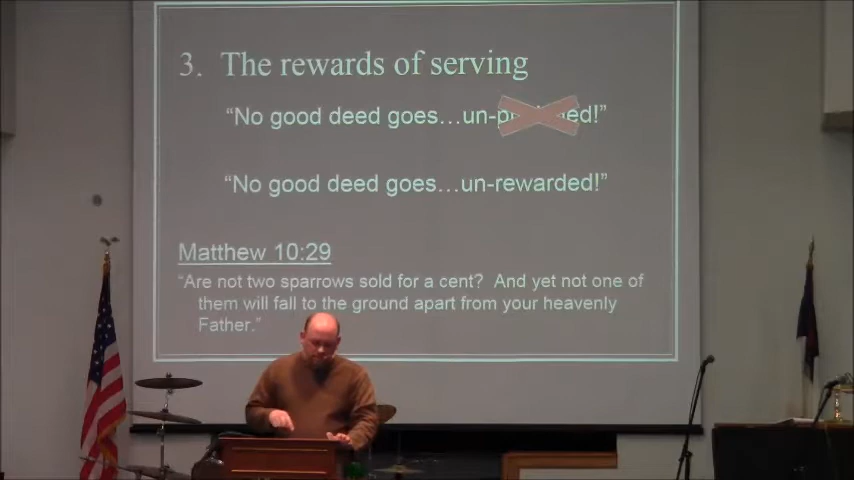 3. The rewards of serving
“No good deed goes…un- !”
“No good deed goes…un-rewarded!”
Matthew 10:29
“Are not two sparrows sold for a cent? And yet not one of
them will fall to the ground apart from your heavenly
Father.”